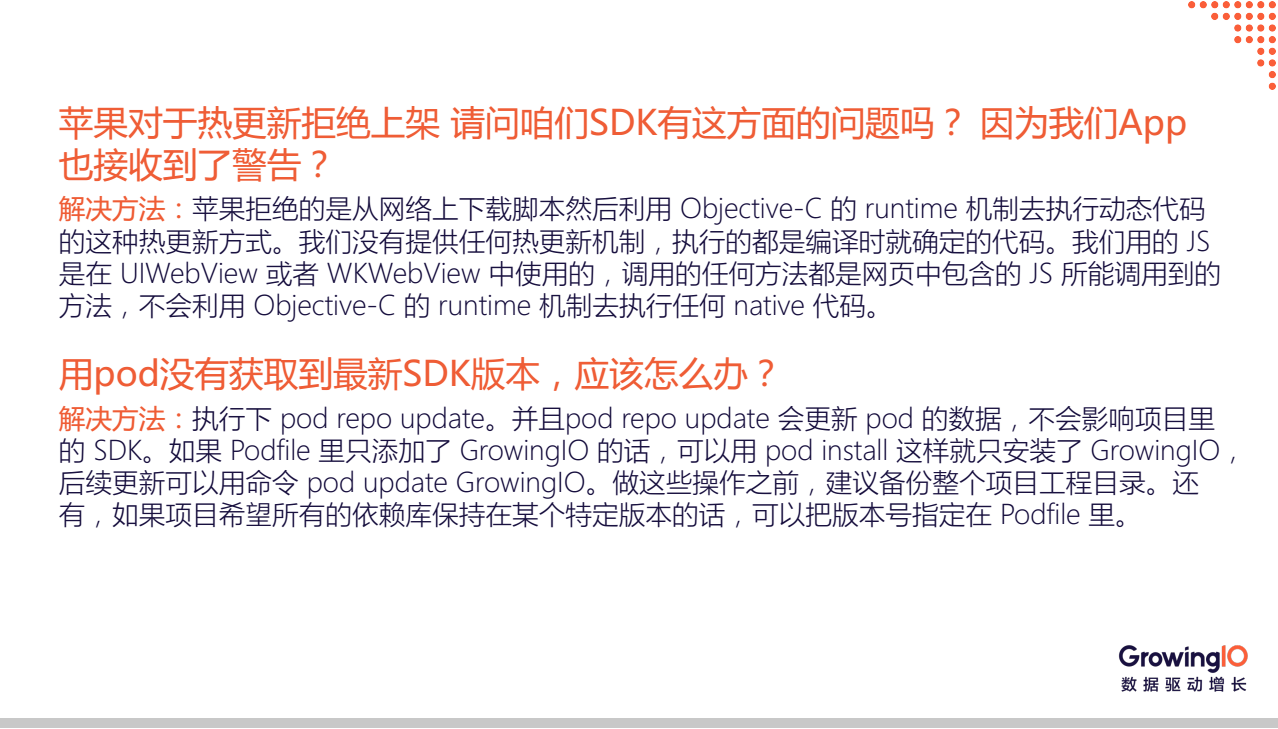 苹果对于热更新拒绝上架 请问咱们SDK有这方面的问题吗？ 因为我们App
也接收到了警告？
解决方法：苹果拒绝的是从网络上下载脚本然后利用 Objective-C 的 runtime 机制去执行动态代码
的这种热更新方式。我们没有提供任何热更新机制，执行的都是编译时就确定的代码。我们用的 JS
是在 UIWebView 或者 WKWebView 中使用的，调用的任何方法都是网页中包含的 JS 所能调用到的
方法，不会利用 Objective-C 的 runtime 机制去执行任何 native 代码。
用pod没有获取到最新SDK版本，应该怎么办？
解决方法：执行下 pod repo update。并且pod repo update 会更新 pod 的数据，不会影响项目里
的 SDK。如果 Podfile 里只添加了 GrowingIO 的话，可以用 pod install 这样就只安装了 GrowingIO，
后续更新可以用命令 pod update GrowingIO。做这些操作之前，建议备份整个项目工程目录。还
有，如果项目希望所有的依赖库保持在某个特定版本的话，可以把版本号指定在 Podfile 里。
GrowingIO
数据驱动增长